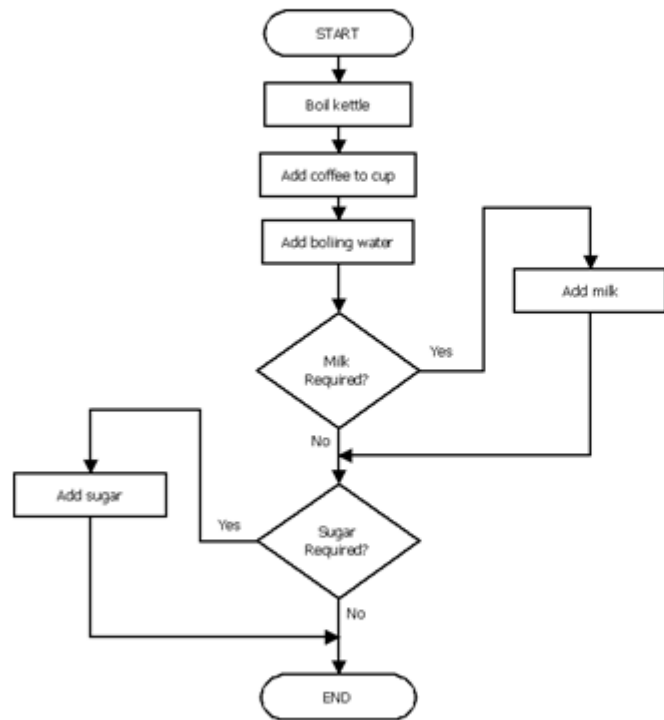 START
Boil kettle
Add coffee to cup
Add boliing water
Add milk
Milk
Required?
Yes
No
Add sugar
Yes
Sugar
Required?
No
END